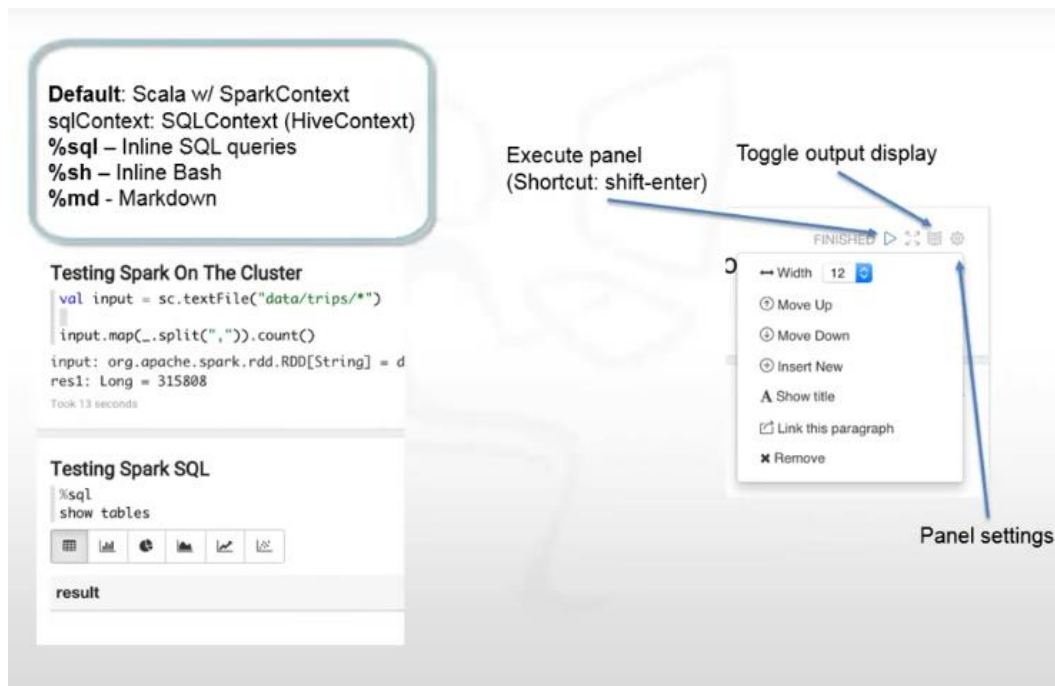 Default: Scala w/ SparkContext
sqlContext: SQLContext (HiveContext)
%sql – Inline SQL queries
%sh – Inline Bash
%md - Markdown
Testing Spark On The Cluster
val input = sc.textFile("data/trips/*")
input.map(_.split(",")).count()
input: org.apache.spark.rdd.RDD[String] = d
res1: Long = 315808
Took 13 seconds
Testing Spark SQL
%sql
show tables
result
Execute panel
(Shortcut: shift-enter)
Toggle output display
FINISHED
Width 12
Move Up
Move Down
Insert New
A Show title
Link this paragraph
Remove
Panel settings